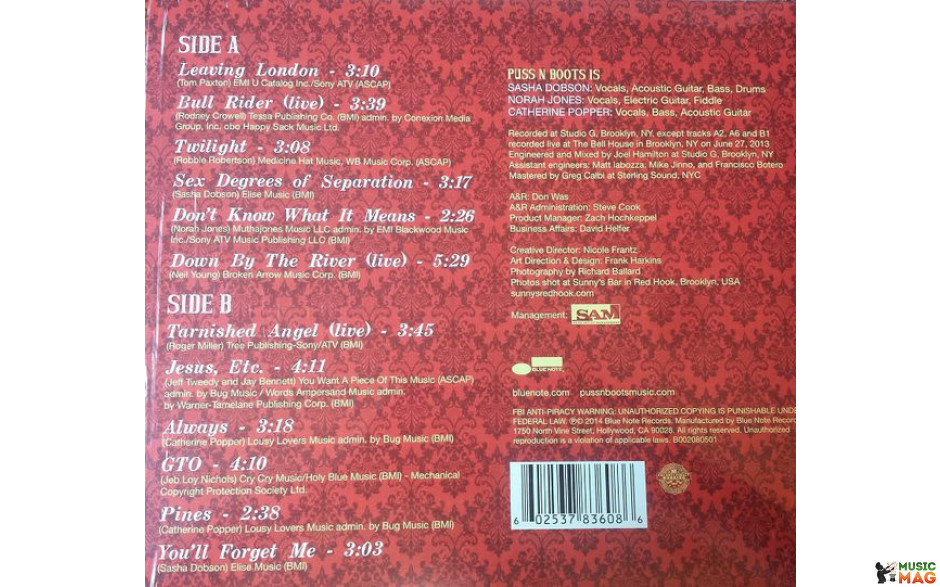 SIDE A
Leaving London - 3:10
(Tom Paxton) EMI U Catalog Inc./Sony ATV (ASCAP)
Bull Rider (live) - 3:39
(Rodney Crowell) Tessa Publishing Co. (BMI) admin. by Conexion Media
Group, Inc. obo Happy Sack Music Ltd.
Twilight - 3:08
(Robbie Robertson) Medicine Hat Music, WB Music Corp. (ASCAP)
Sex Degrees of Separation - 3:17
(Sasha Dobson) Elise Music (BMI)
Don't Know What It Means - 2:26
(Norah Jones) Muthajones Music LLC admin. by EMI Blackwood Music
Inc./Sony ATV Music Publishing LLC (BMI)
Down By The River (live) - 5:29
(Neil Young) Broken Arrow Music Corp. (BMI)
SIDE B
Tarnished Angel (live) - 3:45
(Roger Miller) Tree Publishing-Sony/ATV (BMI)
Jesus, Etc. - 4:11
(Jeff Tweedy and Jay Bennett) You Want A Piece Of This Music (ASCAP)
admin. by Bug Music / Words Ampersand Music admin.
by Warner-Tamelane Publishing Corp. (BMI)
Always - 3:18
(Catherine Popper) Lousy Lovers Music admin. by Bug Music (BMI)
GTO - 4:10
(Jeb Loy Nichols) Cry Cry Music/Holy Blue Music (BMI) - Mechanical
Copyright Protection Society Ltd.
Pines - 2:38
(Catherine Popper) Lousy Lovers Music admin. by Bug Music (BMI)
You'll Forget Me - 3:03
(Sasha Dobson) Elise Music (BMI)
PUSS N BOOTS IS
SASHA DOBSON: Vocals, Acoustic Guitar, Bass, Drums
NORAH JONES: Vocals, Electric Guitar, Fiddle
CATHERINE POPPER: Vocals, Bass, Acoustic Guitar
Recorded at Studio G, Brooklyn, NY, except tracks A2, A6 and B1
recorded live at The Bell House in Brooklyn, NY on June 27, 2013
Engineered and Mixed by Joel Hamilton at Studio G, Brooklyn, NY
Assistant engineers: Matt labozza, Mike Jinno, and Francisco Botero
Mastered by Greg Calbi at Sterling Sound, NYC
A&R: Don Was
A&R Administration: Steve Cook
Product Manager: Zach Hochkeppel
Business Affairs: David Helfer
Creative Director: Nicole Frantz
Art Direction & Design: Frank Harkins
Photography by Richard Ballard
Photos shot at Sunny's Bar in Red Hook, Brooklyn, USA
sunnysredhook.com
Management: SAM
BLUE NOTE
bluenote.com pussnbootsmusic.com
FBI ANTI-PIRACY WARNING: UNAUTHORIZED COPYING IS PUNISHABLE UNDE
FEDERAL LAW. ℗© 2014 Blue Note Records. Manufactured by Blue Note Record
1750 North Vine Street, Hollywood, CA 90028. All rights reserved. Unauthorized
reproduction is a violation of applicable laws. B002080501
6 02537 83608 6
MUSIC
MAG